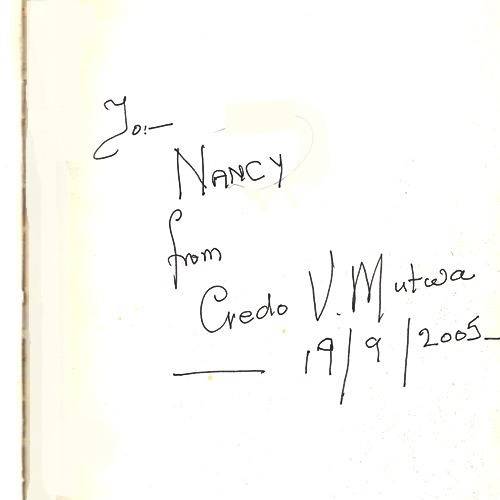 To:-
NANCY
from
Credo V. Mutwa
19/9/2005